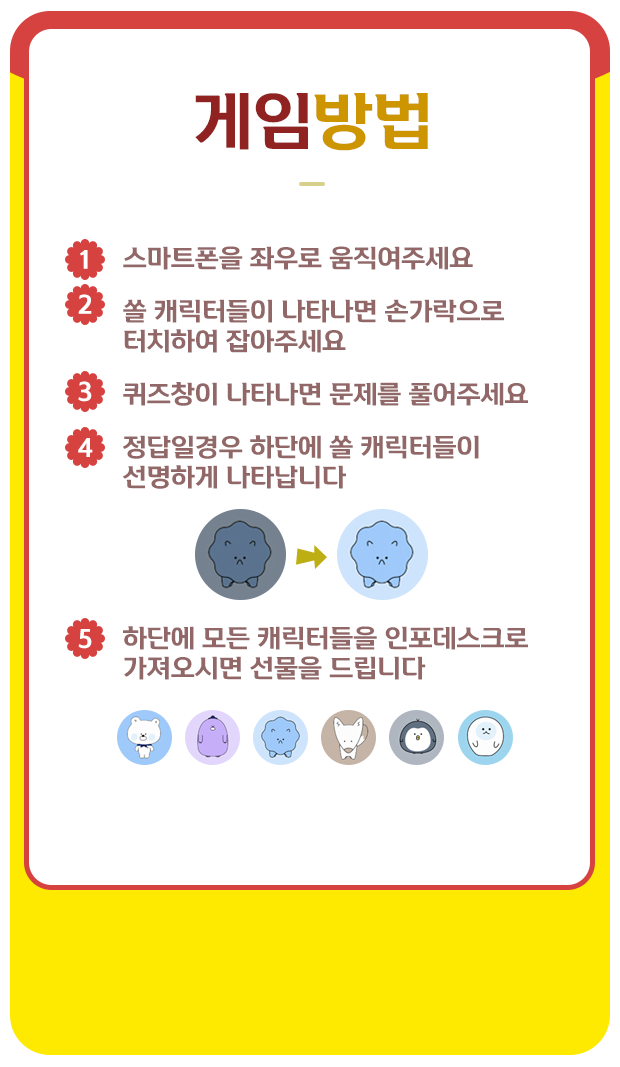 게임방법
1 스마트폰을 좌우로 움직여주세요
2 쏠 캐릭터들이 나타나면 손가락으로
터치하여 잡아주세요
3 퀴즈창이 나타나면 문제를 풀어주세요
4 정답일경우 하단에 쏠 캐릭터들이
선명하게 나타납니다
5 하단에 모든 캐릭터들을 인포데스크로
가져오시면 선물을 드립니다